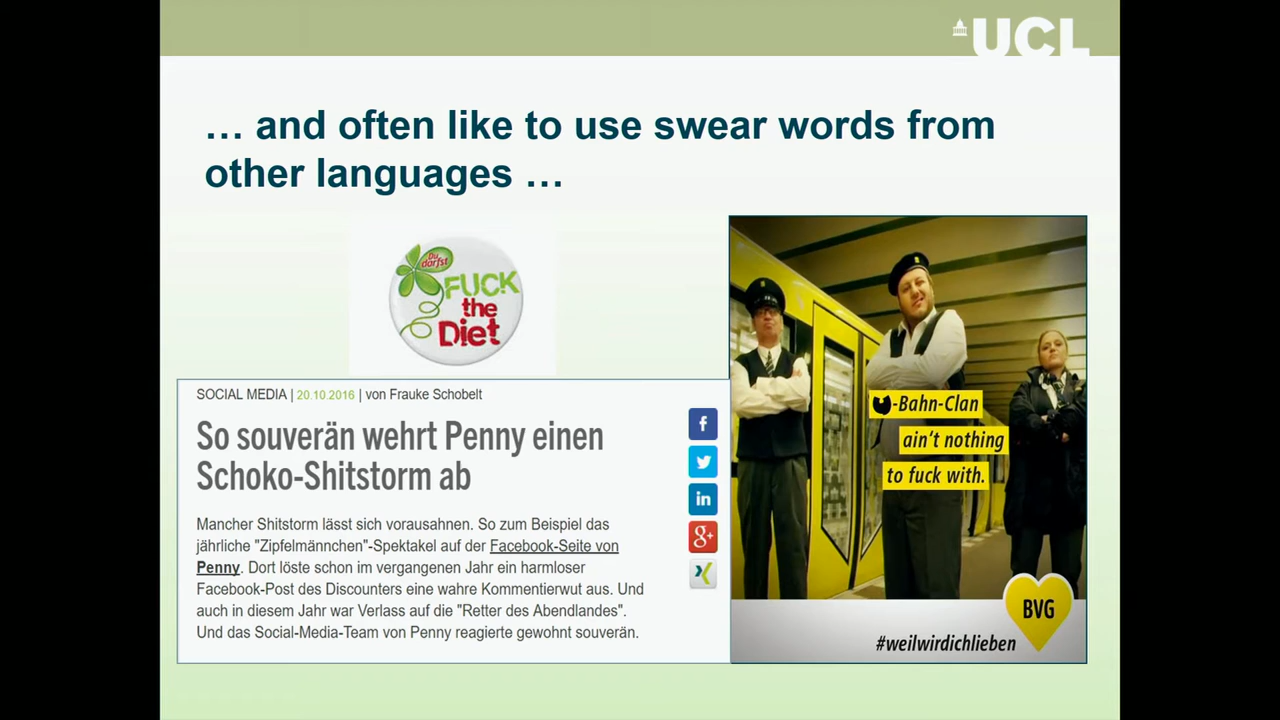 UCL
… and often like to use swear words from
other languages …
Du
darfst
FUCK
the
Diet
SOCIAL MEDIA | 20.10.2016 | von Frauke Schobelt
So souverän wehrt Penny einen
Schoko-Shitstorm ab
Mancher Shitstorm lässt sich vorausahnen. So zum Beispiel das
jährliche "Zipfelmännchen"-Spektakel auf der Facebook-Seite von
Penny. Dort löste schon im vergangenen Jahr ein harmloser
Facebook-Post des Discounters eine wahre Kommentierwut aus. Und
auch in diesem Jahr war Verlass auf die "Retter des Abendlandes".
Und das Social-Media-Team von Penny reagierte gewohnt souverän.
f
in
g+
-Bahn-Clan
ain't nothing
to fuck with.
BVG
#weilwirdichlieben